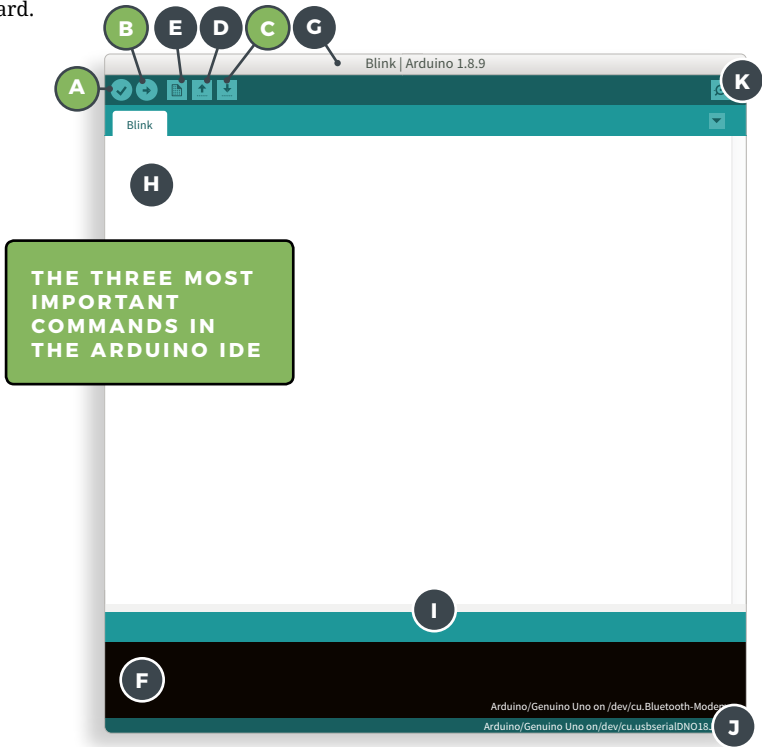 ard.
B E D C G
Blink | Arduino 1.8.9
A
K
Blink
H
THE THREE MOST
IMPORTANT
COMMANDS IN
THE ARDUINO IDE
I
F
Arduino/Genuino Uno on /dev/cu.Bluetooth-Modem
Arduino/Genuino Uno on/dev/cu.usbserialDNO18
J